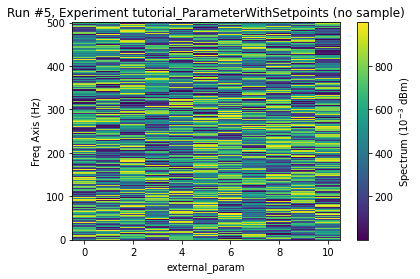 Run #5, Experiment tutorial_ParameterWithSetpoints (no sample)
500
400
300
200
100
0
Freq Axis (Hz)
0 2 4 6 8 10
external_param
800
600
400
200
Spectrum (10⁻³ dBm)